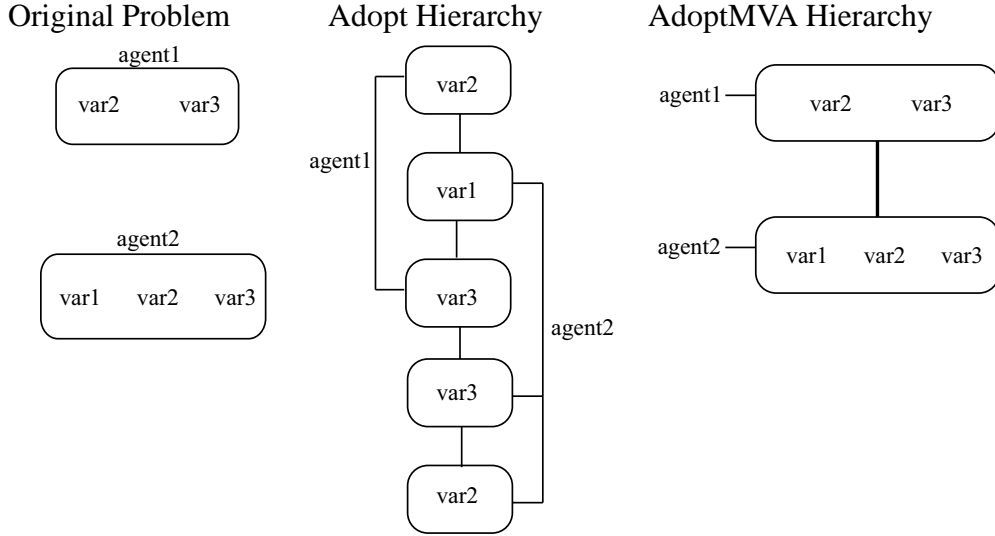 Original Problem
agent1
var2 var3
agent2
var1 var2 var3
Adopt Hierarchy
var2
agent1
var1
var3
agent2
var3
var2
AdoptMVA Hierarchy
agent1
var2 var3
agent2
var1 var2 var3